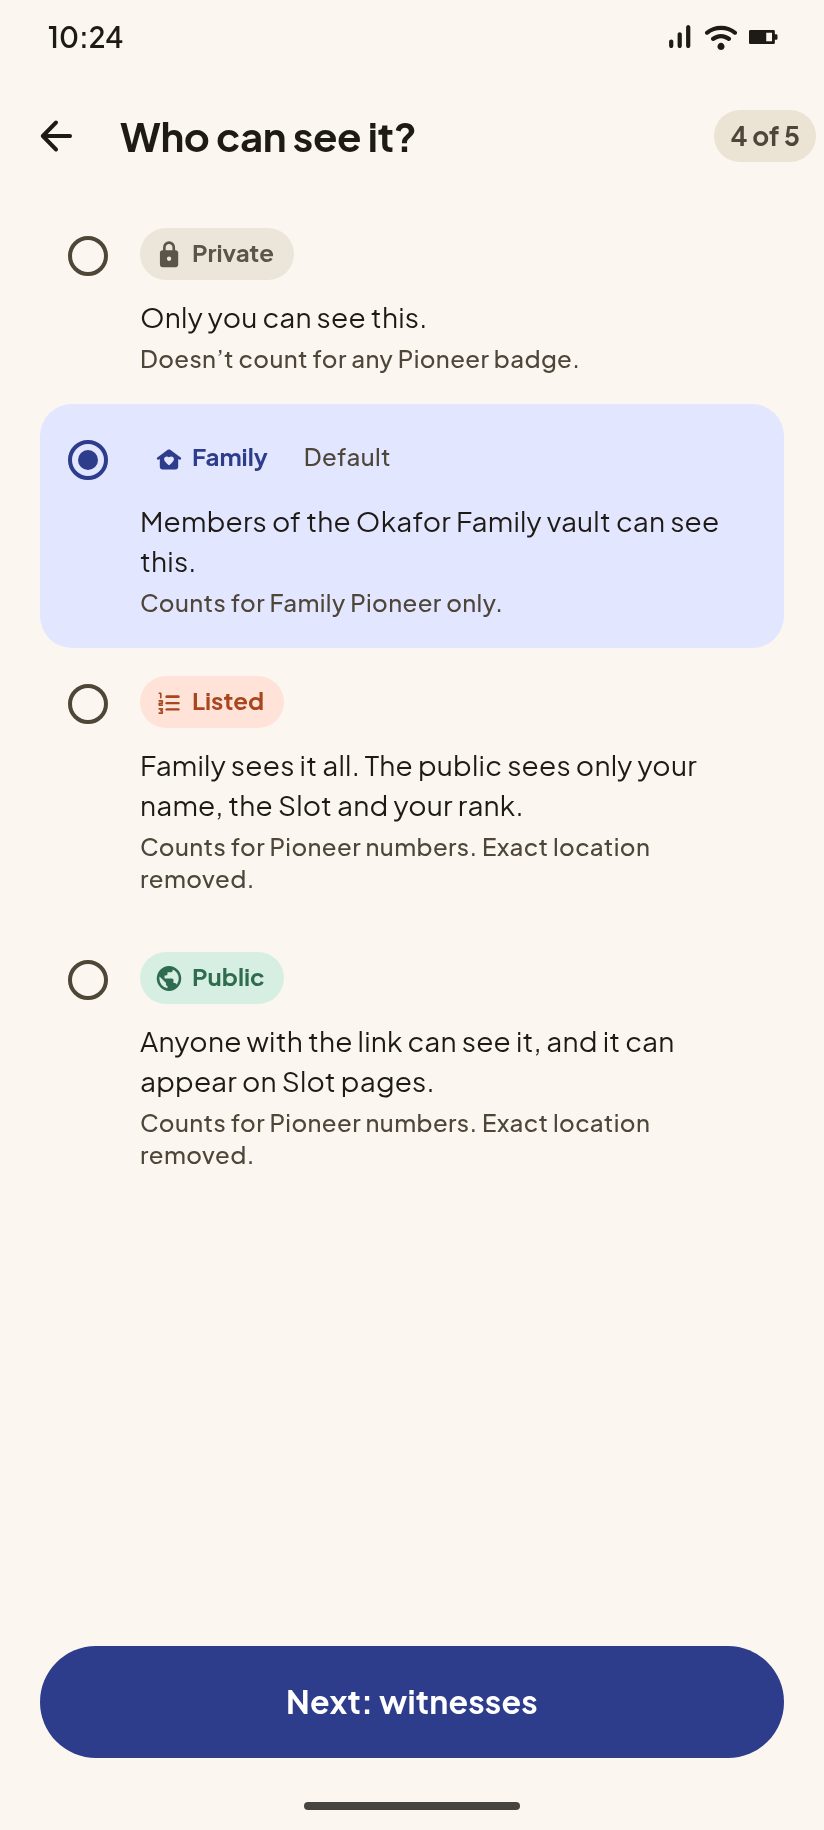 10:24
Who can see it?
4 of 5
Private
Only you can see this.
Doesn’t count for any Pioneer badge.
Family Default
Members of the Okafor Family vault can see
this.
Counts for Family Pioneer only.
Listed
Family sees it all. The public sees only your
name, the Slot and your rank.
Counts for Pioneer numbers. Exact location
removed.
Public
Anyone with the link can see it, and it can
appear on Slot pages.
Counts for Pioneer numbers. Exact location
removed.
Next: witnesses